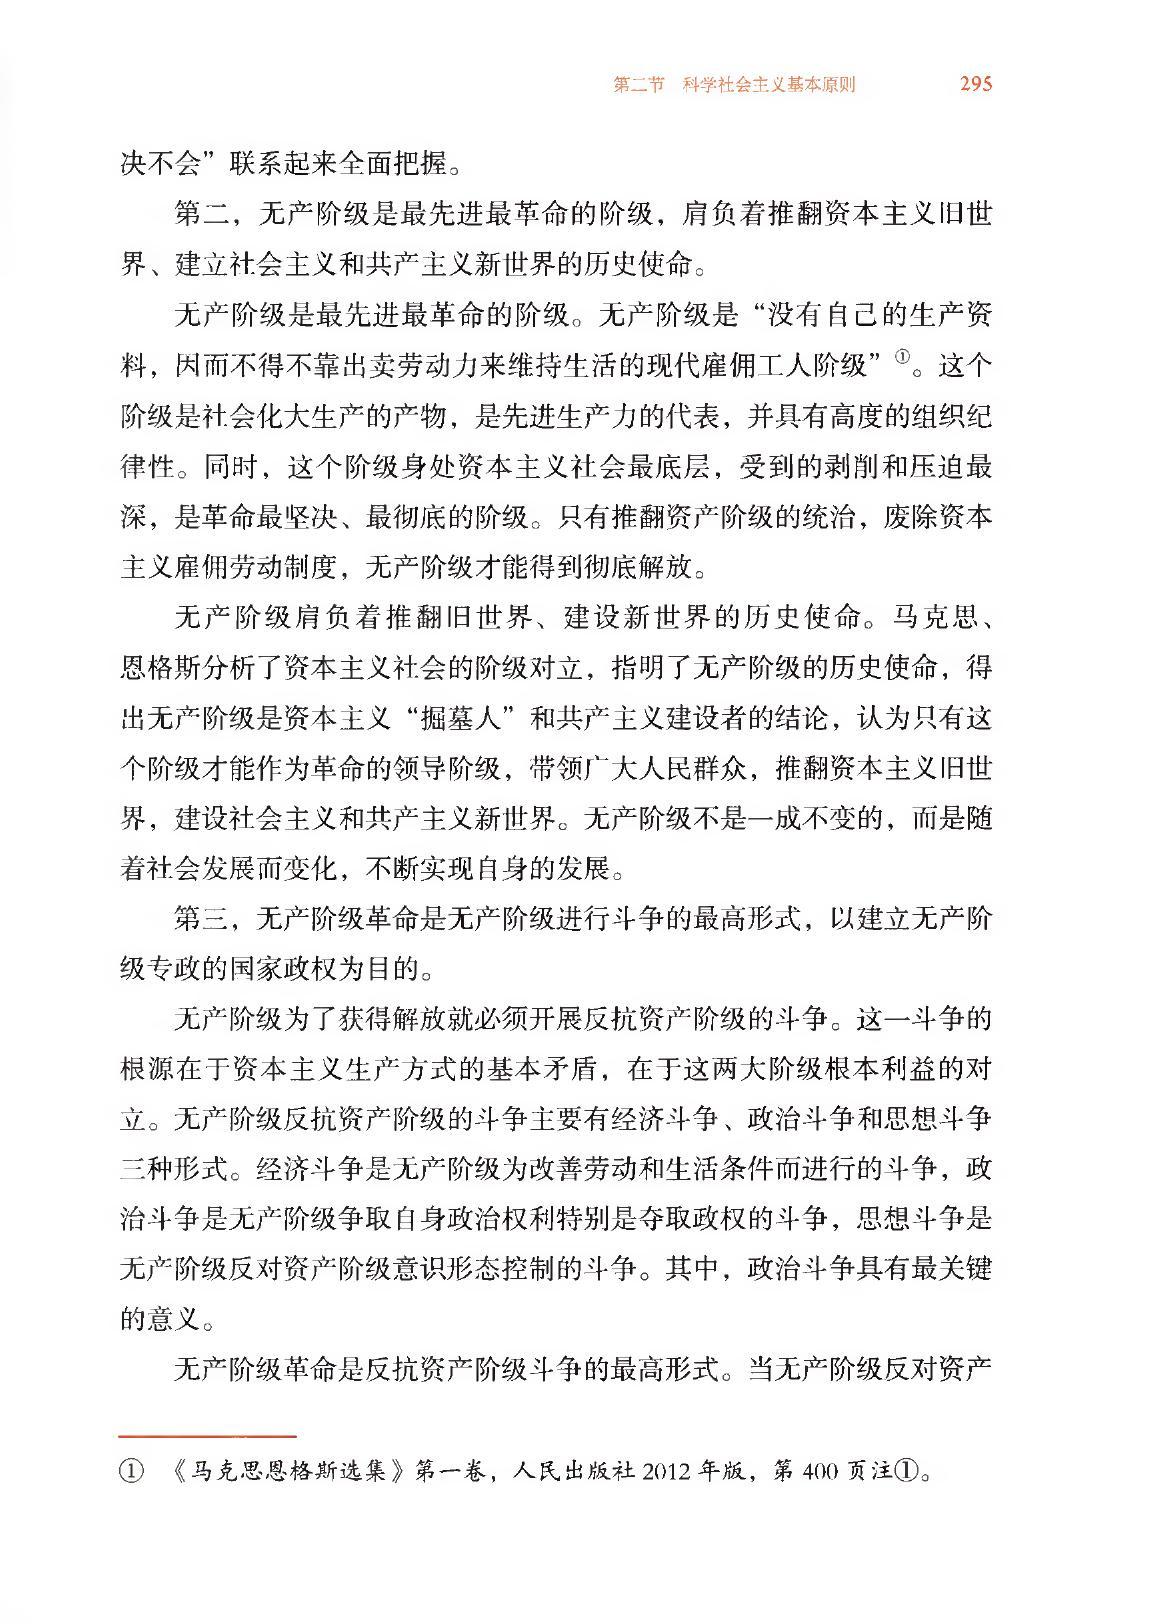 第二节 科学社会主义基本原则 295
决不会”联系起来全面把握。
第二，无产阶级是最先进最革命的阶级，肩负着推翻资本主义旧世
界、建立社会主义和共产主义新世界的历史使命。
无产阶级是最先进最革命的阶级。无产阶级是“没有自己的生产资
料，因而不得不靠出卖劳动力来维持生活的现代雇佣工人阶级”①。这个
阶级是社会化大生产的产物，是先进生产力的代表，并具有高度的组织纪
律性。同时，这个阶级身处资本主义社会最底层，受到的剥削和压迫最
深，是革命最坚决、最彻底的阶级。只有推翻资产阶级的统治，废除资本
主义雇佣劳动制度，无产阶级才能得到彻底解放。
无产阶级肩负着推翻旧世界、建设新世界的历史使命。马克思、
恩格斯分析了资本主义社会的阶级对立，指明了无产阶级的历史使命，得
出无产阶级是资本主义“掘墓人”和共产主义建设者的结论，认为只有这
个阶级才能作为革命的领导阶级，带领广大人民群众，推翻资本主义旧世
界，建设社会主义和共产主义新世界。无产阶级不是一成不变的，而是随
着社会发展而变化，不断实现自身的发展。
第三，无产阶级革命是无产阶级进行斗争的最高形式，以建立无产阶
级专政的国家政权为目的。
无产阶级为了获得解放就必须开展反抗资产阶级的斗争。这一斗争的
根源在于资本主义生产方式的基本矛盾，在于这两大阶级根本利益的对
立。无产阶级反抗资产阶级的斗争主要有经济斗争、政治斗争和思想斗争
三种形式。经济斗争是无产阶级为改善劳动和生活条件而进行的斗争，政
治斗争是无产阶级争取自身政治权利特别是夺取政权的斗争，思想斗争是
无产阶级反对资产阶级意识形态控制的斗争。其中，政治斗争具有最关键
的意义。
无产阶级革命是反抗资产阶级斗争的最高形式。当无产阶级反对资产
① 《马克思恩格斯选集》第一卷，人民出版社 2012 年版，第 400 页注①。